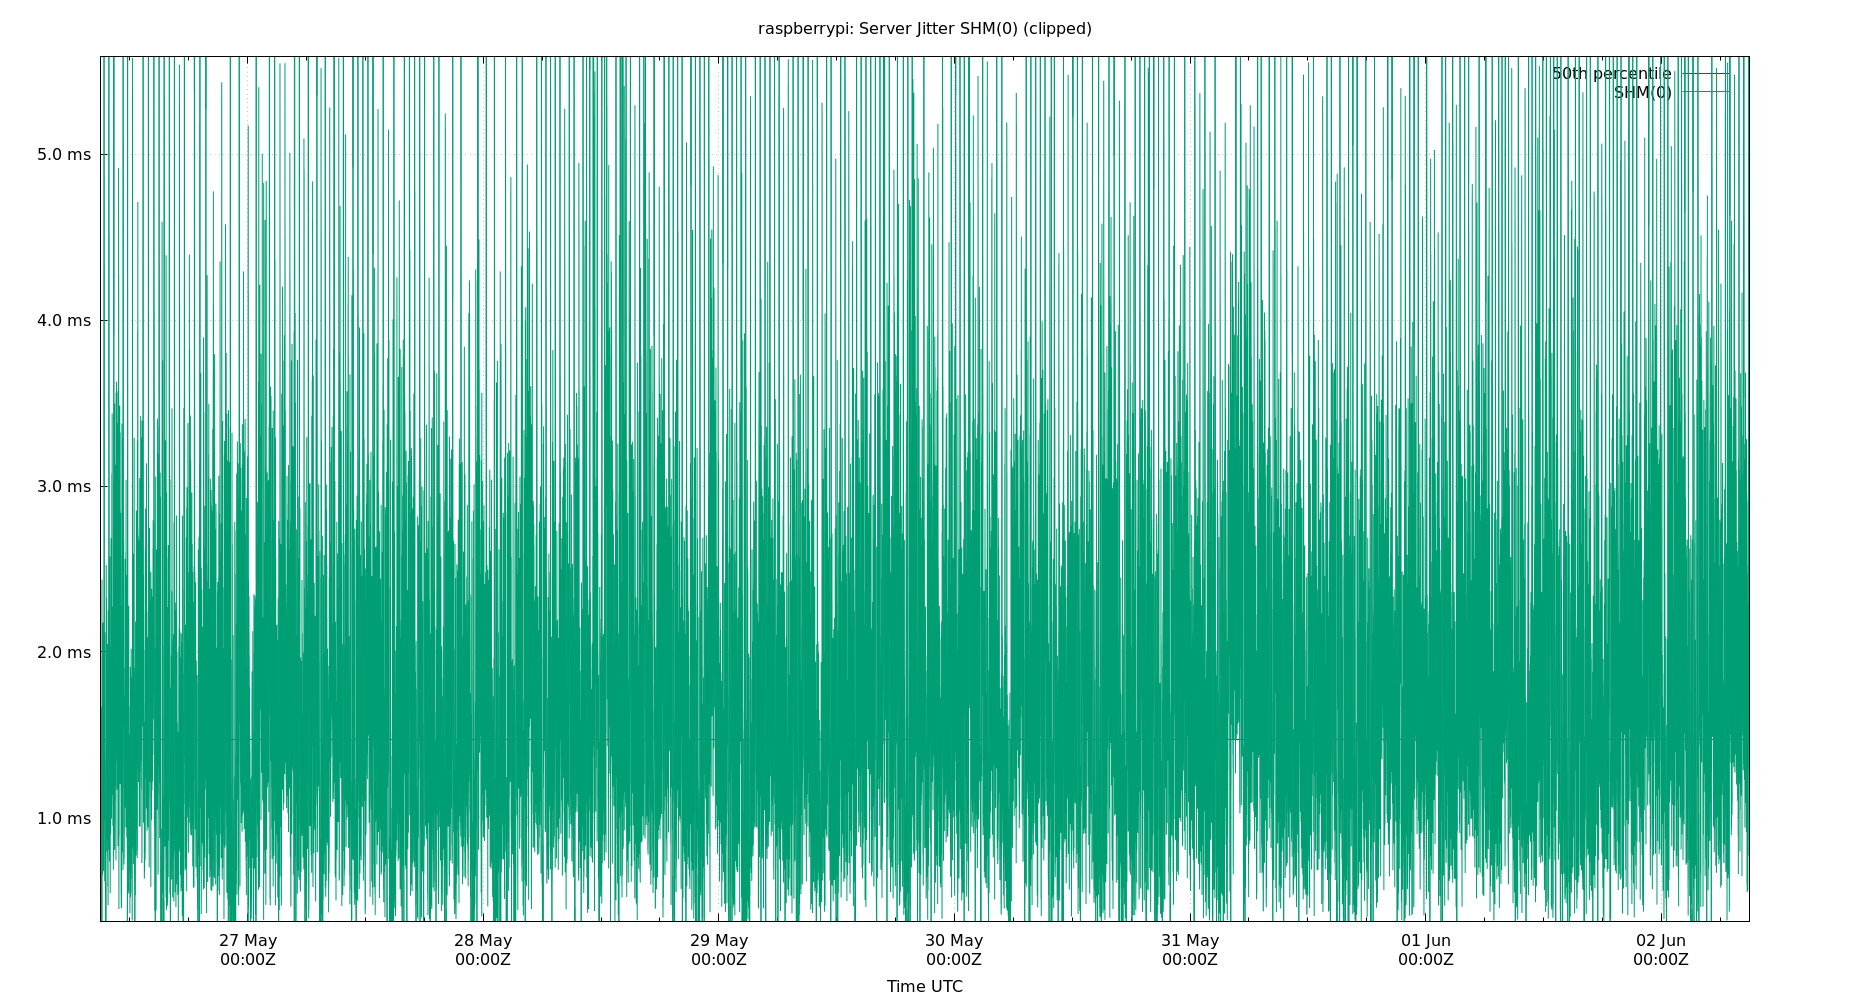 raspberrypi: Server Jitter SHM(0) (clipped)
50th percentile
SHM(0)
5.0 ms
4.0 ms
3.0 ms
2.0 ms
1.0 ms
27 May 28 May 29 May 30 May 31 May 01 Jun 02 Jun
00:00Z 00:00Z 00:00Z 00:00Z 00:00Z 00:00Z 00:00Z
Time UTC